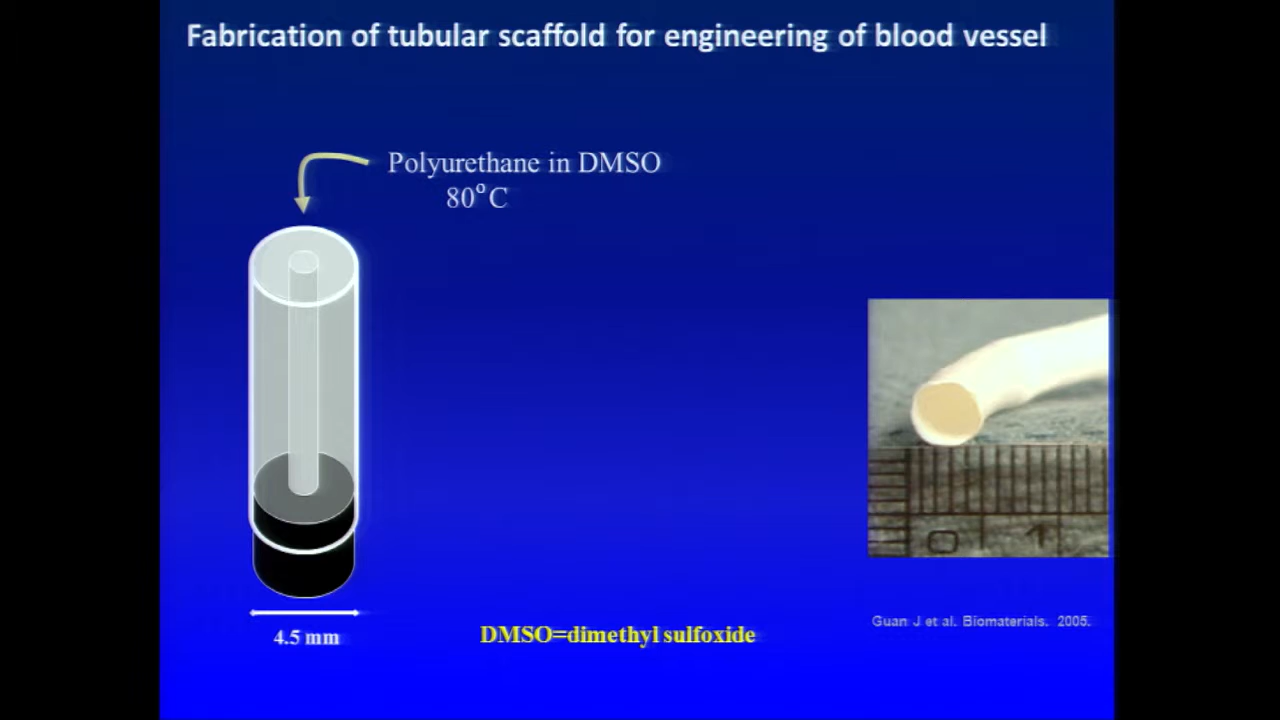 Fabrication of tubular scaffold for engineering of blood vessel
Polyurethane in DMSO
80°C
4.5 mm
DMSO=dimethyl sulfoxide
0 1
Guan J et al. Biomaterials. 2005.